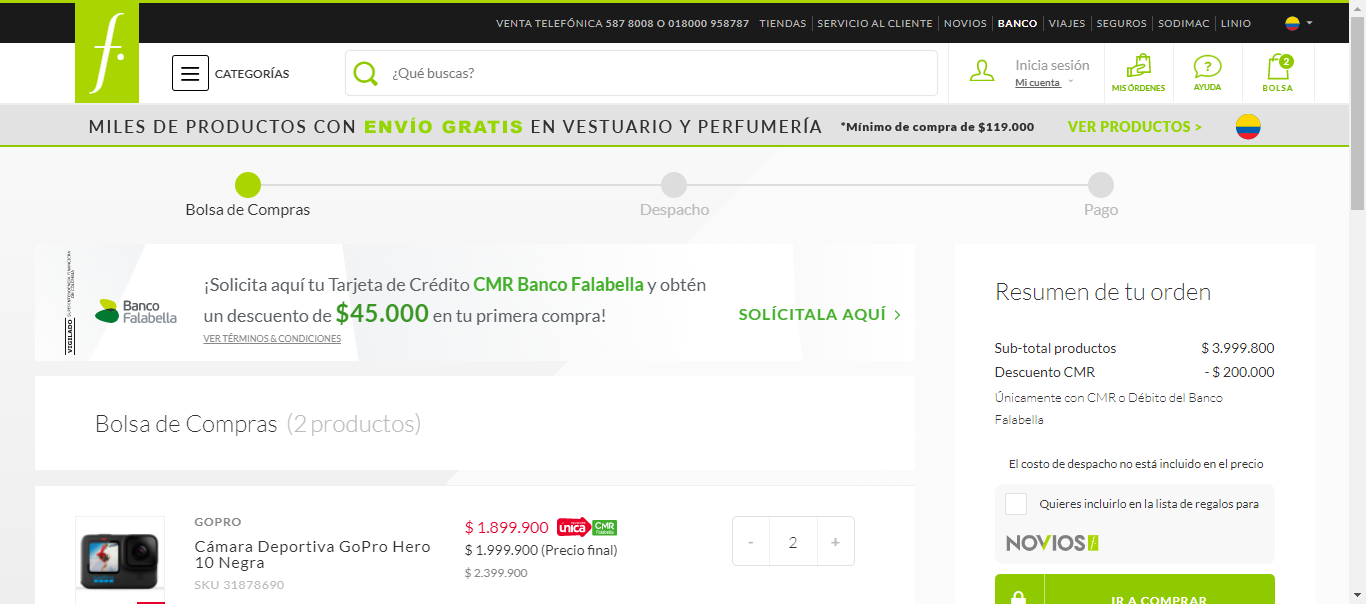 VENTA TELEFÓNICA 587 8008 O 018000 958787 TIENDAS SERVICIO AL CLIENTE NOVIOS BANCO VIAJES SEGUROS SODIMAC LINIO
f.
CATEGORÍAS
¿Qué buscas?
Inicia sesión
Mi cuenta
MIS ÓRDENES
AYUDA
2
BOLSA
MILES DE PRODUCTOS CON ENVÍO GRATIS EN VESTUARIO Y PERFUMERÍA *Mínimo de compra de $119.000 VER PRODUCTOS >
Bolsa de Compras
Despacho
Pago
VIGILADO
Banco
Falabella
¡Solicita aquí tu Tarjeta de Crédito CMR Banco Falabella y obtén
un descuento de $45.000 en tu primera compra!
VER TÉRMINOS & CONDICIONES
SOLÍCITALA AQUÍ >
Bolsa de Compras (2 productos)
GOPRO
Cámara Deportiva GoPro Hero
10 Negra
SKU 31878690
$ 1.899.900 única CMR
$ 1.999.900 (Precio final)
$ 2.399.900
- 2 +
Resumen de tu orden
Sub-total productos $ 3.999.800
Descuento CMR - $ 200.000
Únicamente con CMR o Débito del Banco
Falabella
El costo de despacho no está incluido en el precio
Quieres incluirlo en la lista de regalos para
NOVIOS f.
IR A COMPRAR